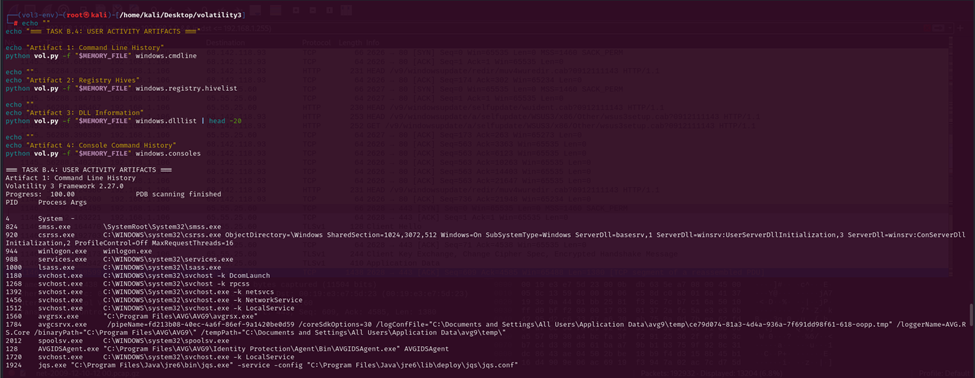 ┌──(vol3-env)-(root㉿kali)-[/home/kali/Desktop/volatility3]
└─# echo ""
echo "=== TASK B.4: USER ACTIVITY ARTIFACTS ==="
echo "Artifact 1: Command Line History"
python vol.py -f "$MEMORY_FILE" windows.cmdline
echo ""
echo "Artifact 2: Registry Hives"
python vol.py -f "$MEMORY_FILE" windows.registry.hivelist
echo ""
echo "Artifact 3: DLL Information"
python vol.py -f "$MEMORY_FILE" windows.dlllist | head -20
echo ""
echo "Artifact 4: Console Command History"
python vol.py -f "$MEMORY_FILE" windows.consoles
=== TASK B.4: USER ACTIVITY ARTIFACTS ===
Artifact 1: Command Line History
Volatility 3 Framework 2.27.0
Progress: 100.00 PDB scanning finished
PID Process Args
4 System -
824 smss.exe \SystemRoot\System32\smss.exe
920 csrss.exe C:\WINDOWS\system32\csrss.exe ObjectDirectory=\Windows SharedSection=1024,3072,512 Windows=On SubSystemType=Windows ServerDll=basesrv,1 ServerDll=winsrv:UserServerDllInitialization,3 ServerDll=winsrv:ConServerDll
Initialization,2 ProfileControl=Off MaxRequestThreads=16
944 winlogon.exe winlogon.exe
988 services.exe C:\WINDOWS\system32\services.exe
1000 lsass.exe C:\WINDOWS\system32\lsass.exe
1180 svchost.exe C:\WINDOWS\system32\svchost -k DcomLaunch
1268 svchost.exe C:\WINDOWS\system32\svchost -k rpcss
1392 svchost.exe C:\WINDOWS\System32\svchost.exe -k netsvcs
1456 svchost.exe C:\WINDOWS\system32\svchost.exe -k NetworkService
1512 svchost.exe C:\WINDOWS\system32\svchost.exe -k LocalService
1560 avgrsx.exe "C:\Program Files\AVG\AVG9\avgrsx.exe"
1784 avgcsrvx.exe /pipeName=fd213b08-40ec-4a6f-86ef-9a1420be0d59 /coreSdkOptions=30 /logConfFile="C:\Documents and Settings\All Users\Application Data\avg9\temp\ce79d074-81a3-4d4a-936a-7f691dd98f61-618-oopp.tmp" /loggerName=AVG.R
S.Core /binaryPath="C:\Program Files\AVG\AVG9\" /tempPath="C:\Documents and Settings\All Users\Application Data\avg9\temp\"
2012 spoolsv.exe C:\WINDOWS\system32\spoolsv.exe
128 AVGIDSAgent.exe "C:\Program Files\AVG\AVG9\Identity Protection\Agent\Bin\AVGIDSAgent.exe" AVGIDSAgent
1720 svchost.exe C:\WINDOWS\system32\svchost.exe -k LocalService
1924 jqs.exe "C:\Program Files\Java\jre6\bin\jqs.exe" -service -config "C:\Program Files\Java\jre6\lib\deploy\jqs\jqs.conf"